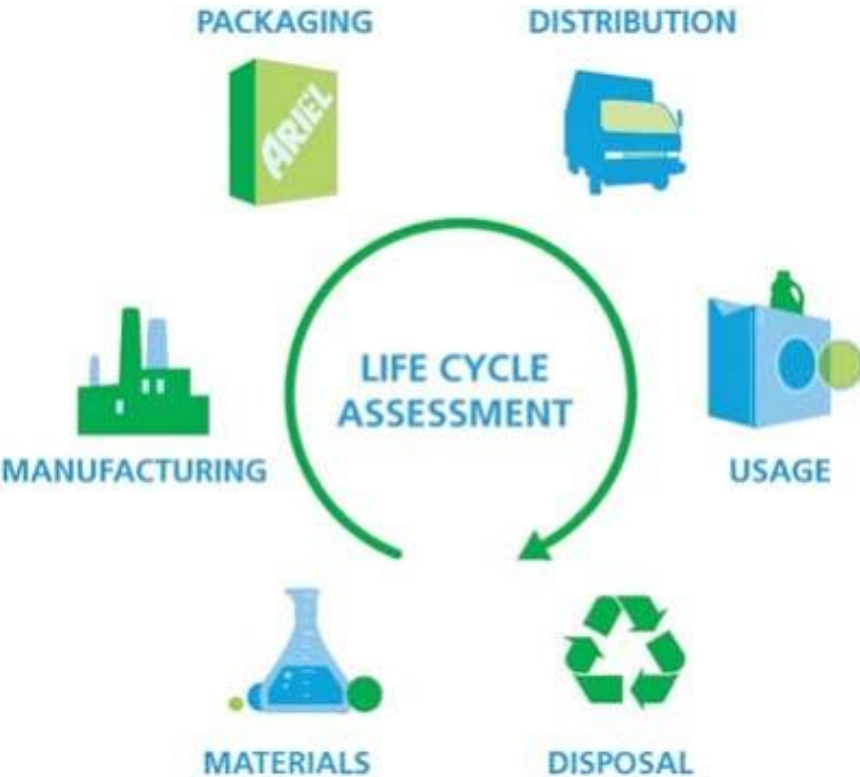 PACKAGING
DISTRIBUTION
ARIEL
LIFE CYCLE
ASSESSMENT
MANUFACTURING
USAGE
MATERIALS
DISPOSAL